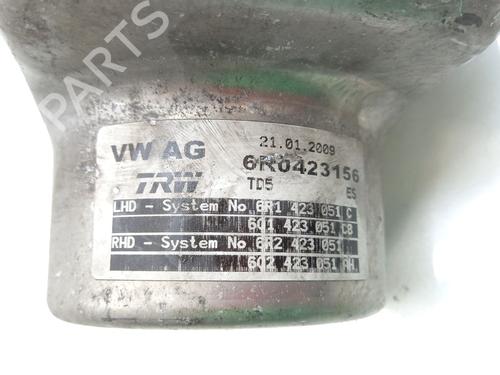 21.01.2009
VW AG 6R0423156
TRW TD5 ES
LHD - System No 6R1 423 051 C
6Q1 423 051 CB
RHD - System No 6R2 423 051
6Q2 423 051 AH
B-PARTS